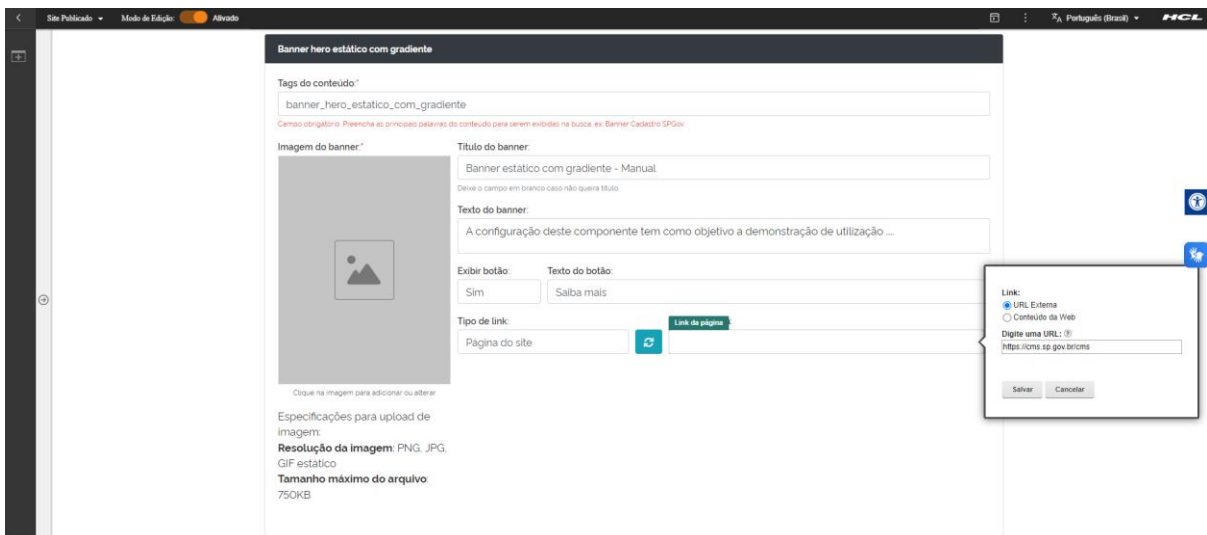 Site Publicado
Modo de Edição:
Ativado
Português (Brasil)
HCL
Banner hero estático com gradiente
Tags do conteúdo:*
banner_hero_estatico_com_gradiente
Campo obrigatório. Preencha as principais palavras do conteúdo para serem exibidas na busca. ex: Banner Cadastro SPGov
Imagem do banner:*
Título do banner:
Banner estático com gradiente - Manual
Deixe o campo em branco caso não queira título.
Texto do banner:
A configuração deste componente tem como objetivo a demonstração de utilização ....
Exibir botão:
Texto do botão:
Sim
Saiba mais
Tipo de link:
Link da página
:
Página do site
Clique na imagem para adicionar ou alterar
Especificações para upload de
imagem:
Resolução da imagem: PNG, JPG,
GIF estático
Tamanho máximo do arquivo:
750KB
Link:
URL Externa
Conteúdo da Web
Digite uma URL:
https://cms.sp.gov.br/cms
Salvar
Cancelar